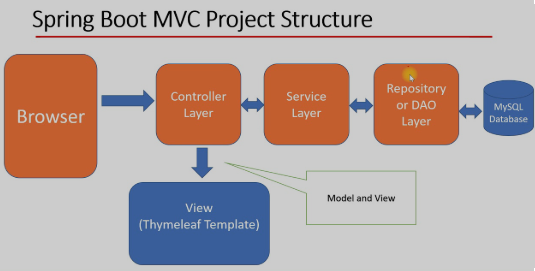 Spring Boot MVC Project Structure
Browser
Controller
Layer
Service
Layer
Repository
or DAO
Layer
MySQL
Database
View
(Thymeleaf Template)
Model and View